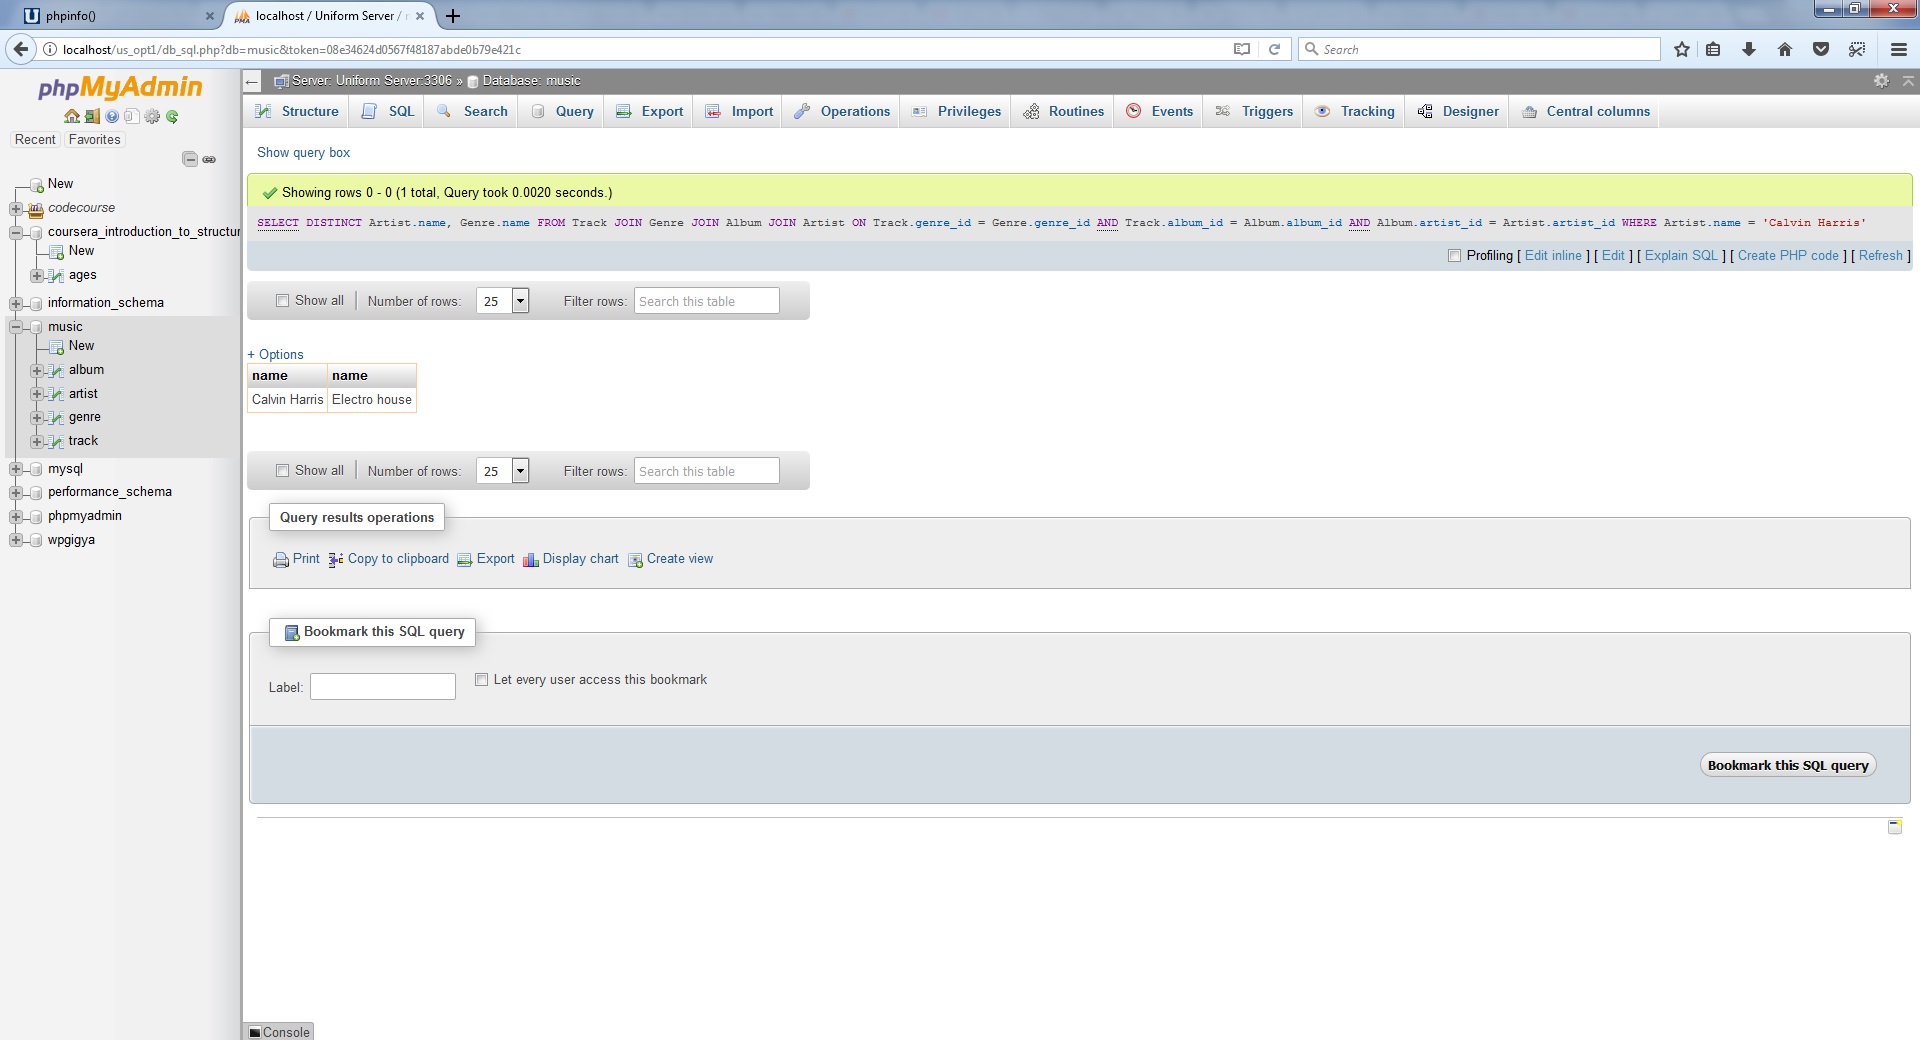 phpinfo()
localhost / Uniform Server /
localhost/us_opt1/db_sql.php?db=music&token=08e34624d0567f48187abde0b79e421c
Search
phpMyAdmin
Recent Favorites
New
codecourse
coursera_introduction_to_structur
New
ages
information_schema
music
New
album
artist
genre
track
mysql
performance_schema
phpmyadmin
wpgigya
Server: Uniform Server:3306 » Database: music
Structure SQL Search Query Export Import Operations Privileges Routines Events Triggers Tracking Designer Central columns
Show query box
Showing rows 0 - 0 (1 total, Query took 0.0020 seconds.)
SELECT DISTINCT Artist.name, Genre.name FROM Track JOIN Genre JOIN Album JOIN Artist ON Track.genre_id = Genre.genre_id AND Track.album_id = Album.album_id AND Album.artist_id = Artist.artist_id WHERE Artist.name = 'Calvin Harris'
Profiling [ Edit inline ] [ Edit ] [ Explain SQL ] [ Create PHP code ] [ Refresh ]
Show all Number of rows: 25 Filter rows: Search this table
+ Options
name name
Calvin Harris Electro house
Show all Number of rows: 25 Filter rows: Search this table
Query results operations
Print Copy to clipboard Export Display chart Create view
Bookmark this SQL query
Label: Let every user access this bookmark
Bookmark this SQL query
Console